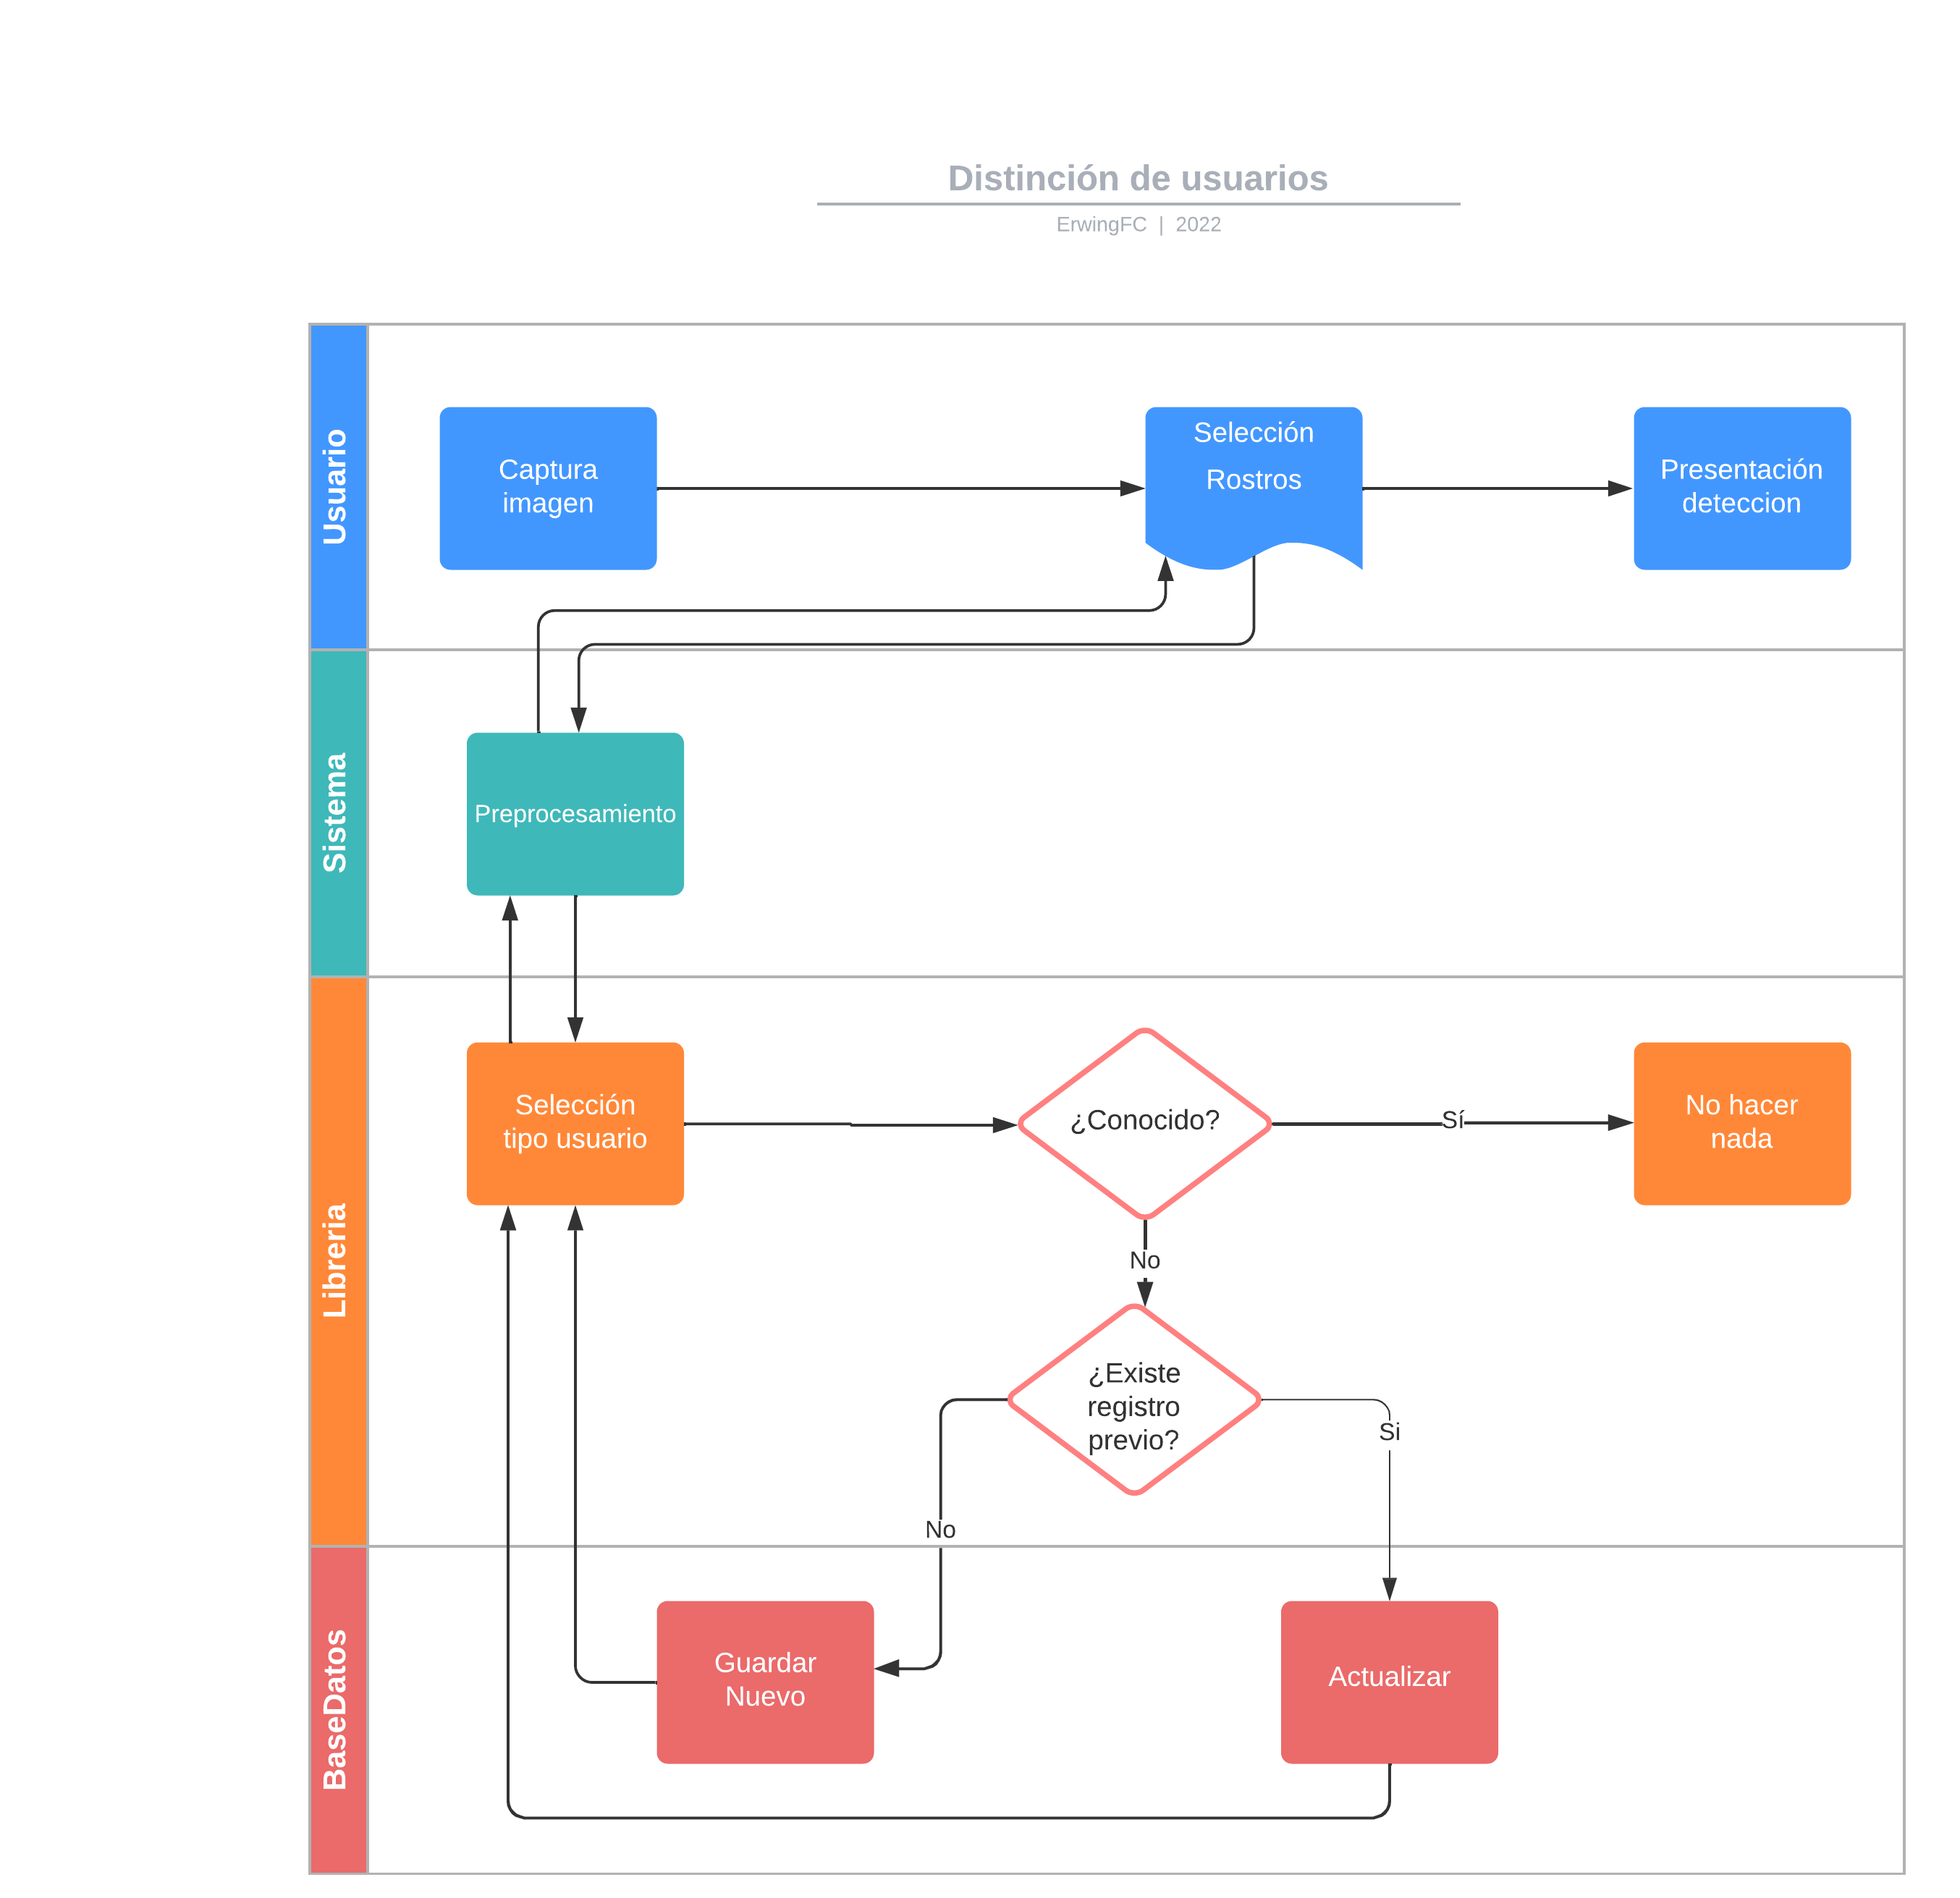 Distinción de usuarios
ErwingFC | 2022
Usuario
Captura
imagen
Selección
Rostros
Presentación
deteccion
Sistema
Preprocesamiento
Libreria
Selección
tipo usuario
¿Conocido?
Sí
No hacer
nada
No
¿Existe
registro
previo?
Si
No
BaseDatos
Guardar
Nuevo
Actualizar